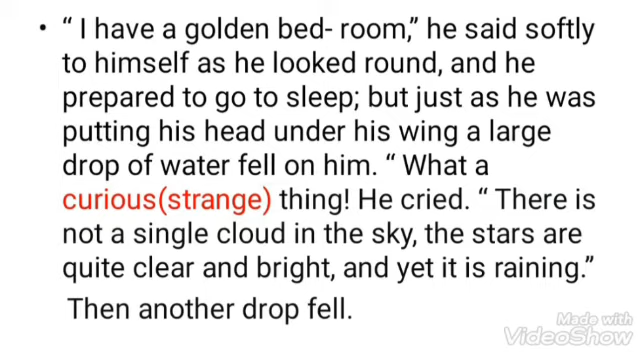 • “ I have a golden bed- room,” he said softly
to himself as he looked round, and he
prepared to go to sleep; but just as he was
putting his head under his wing a large
drop of water fell on him. “ What a
curious(strange) thing! He cried. “ There is
not a single cloud in the sky, the stars are
quite clear and bright, and yet it is raining.”
Then another drop fell.
Made with
VideoShow